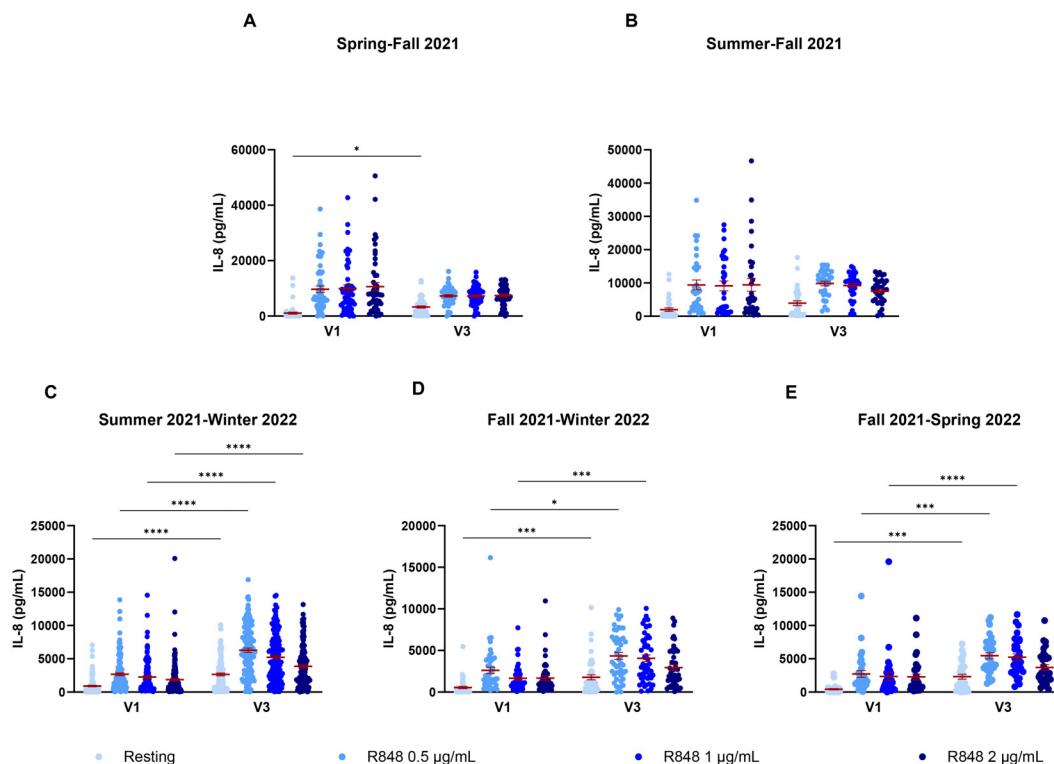 A
Spring-Fall 2021
IL-8 (pg/mL)
60000
40000
20000
0
*
V1
V3
B
Summer-Fall 2021
IL-8 (pg/mL)
50000
40000
30000
20000
10000
0
V1
V3
C
Summer 2021-Winter 2022
****
****
****
****
IL-8 (pg/mL)
25000
20000
15000
10000
5000
0
V1
V3
D
Fall 2021-Winter 2022
***
*
***
IL-8 (pg/mL)
20000
15000
10000
5000
0
V1
V3
E
Fall 2021-Spring 2022
****
***
***
IL-8 (pg/mL)
25000
20000
15000
10000
5000
0
V1
V3
Resting
R848 0.5 µg/mL
R848 1 µg/mL
R848 2 µg/mL